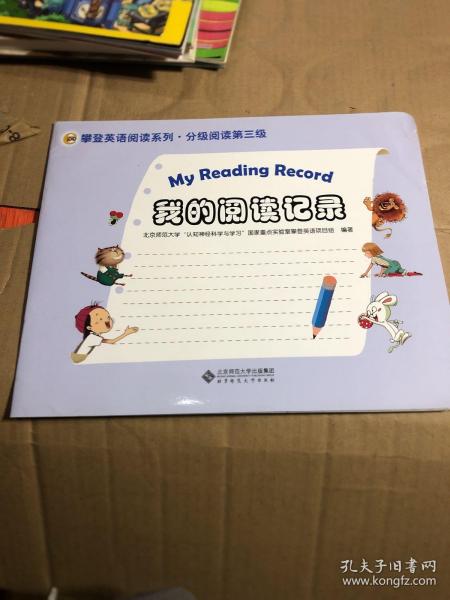 攀登英语阅读系列·分级阅读第三级
My Reading Record
我的阅读记录
北京师范大学“认知神经科学与学习”国家重点实验室攀登英语项目组 编著
北京师范大学出版集团
北京师范大学出版社
孔夫子旧书网
www.kongfz.com